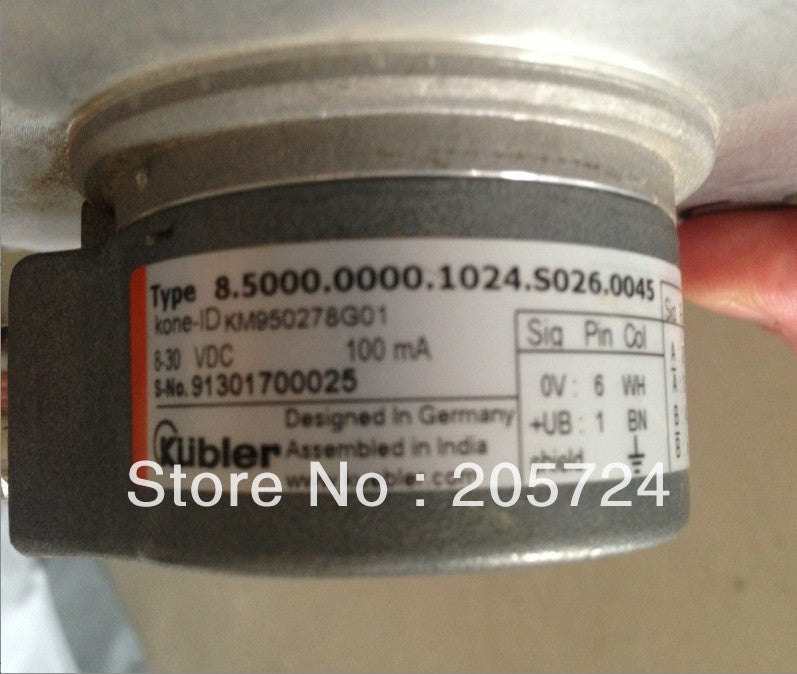 Type 8.5000.0000.1024.S026.0045
kone-ID KM950278G01
8-30 VDC 100 mA
S-No. 91301700025
Kübler
Designed in Germany
Assembled in India
Sig Pin Col
0V : 6 WH
+UB : 1 BN
shield
Store No : 205724